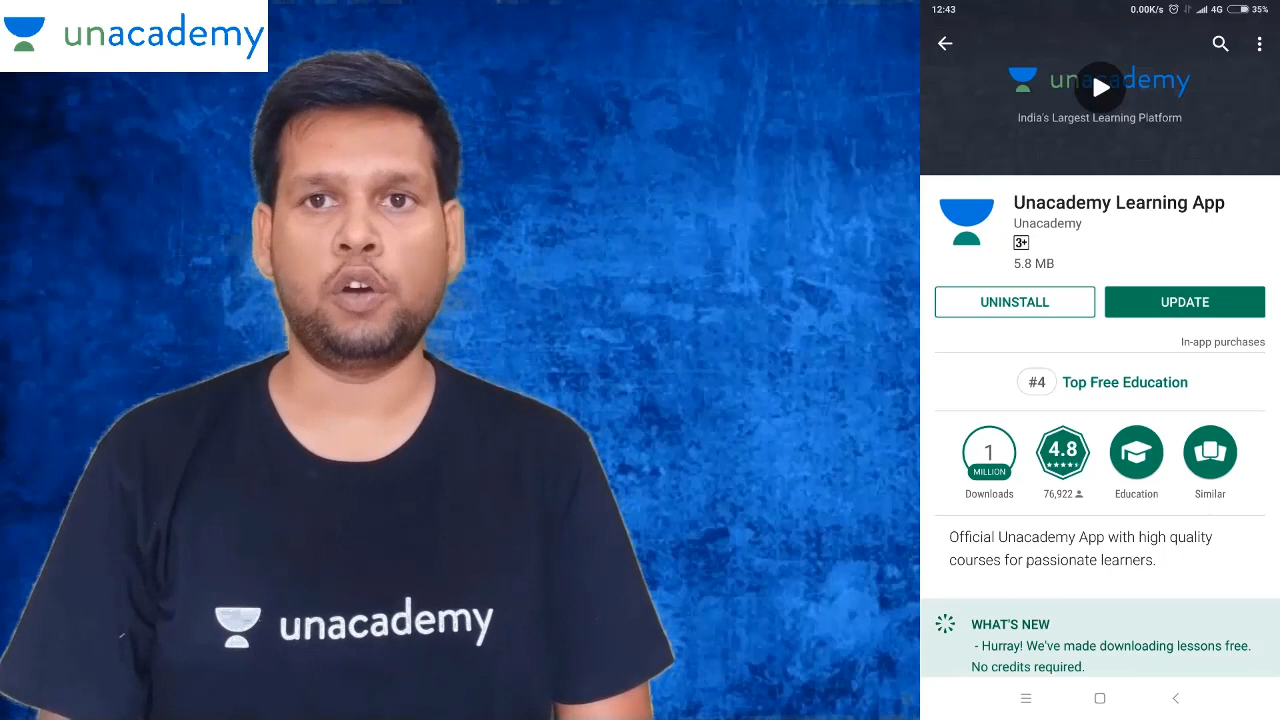 unacademy
unacademy
12:43
0.00K/s 4G 35%
unacademy
India's Largest Learning Platform
Unacademy Learning App
Unacademy
3+
5.8 MB
UNINSTALL
UPDATE
In-app purchases
#4 Top Free Education
1
MILLION
Downloads
4.8
76,922
Education
Similar
Official Unacademy App with high quality
courses for passionate learners.
WHAT'S NEW
- Hurray! We've made downloading lessons free.
No credits required.